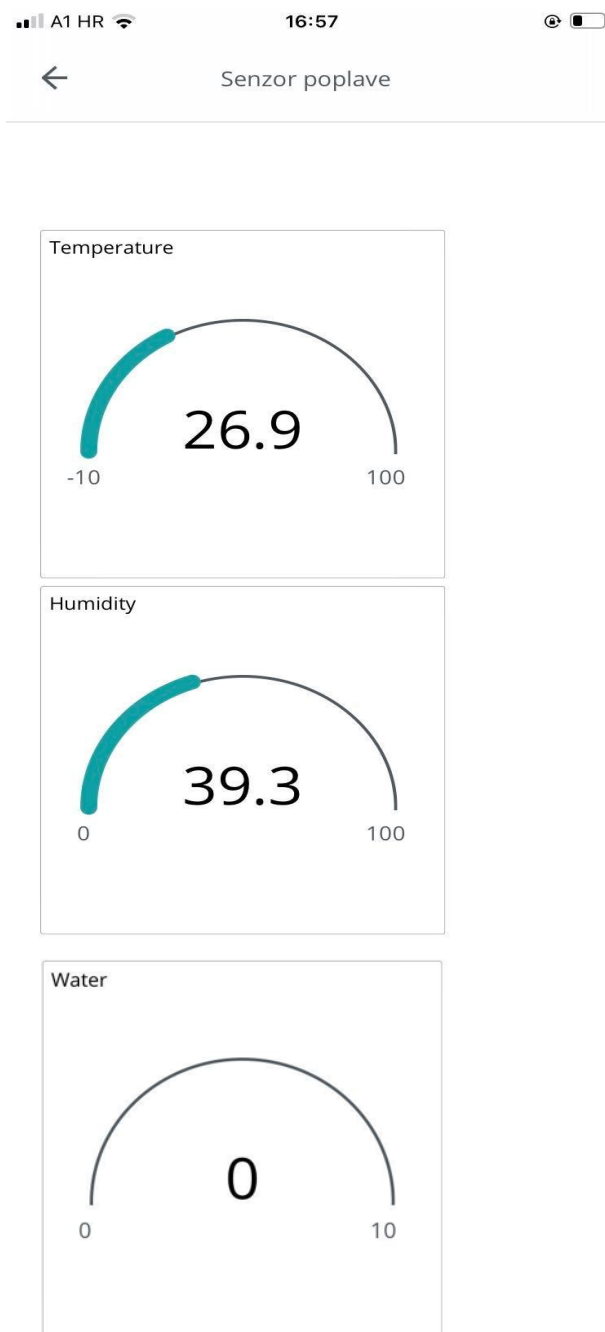 A1 HR 16:57
Senzor poplave
Temperature
26.9
-10 100
Humidity
39.3
0 100
Water
0
0 10